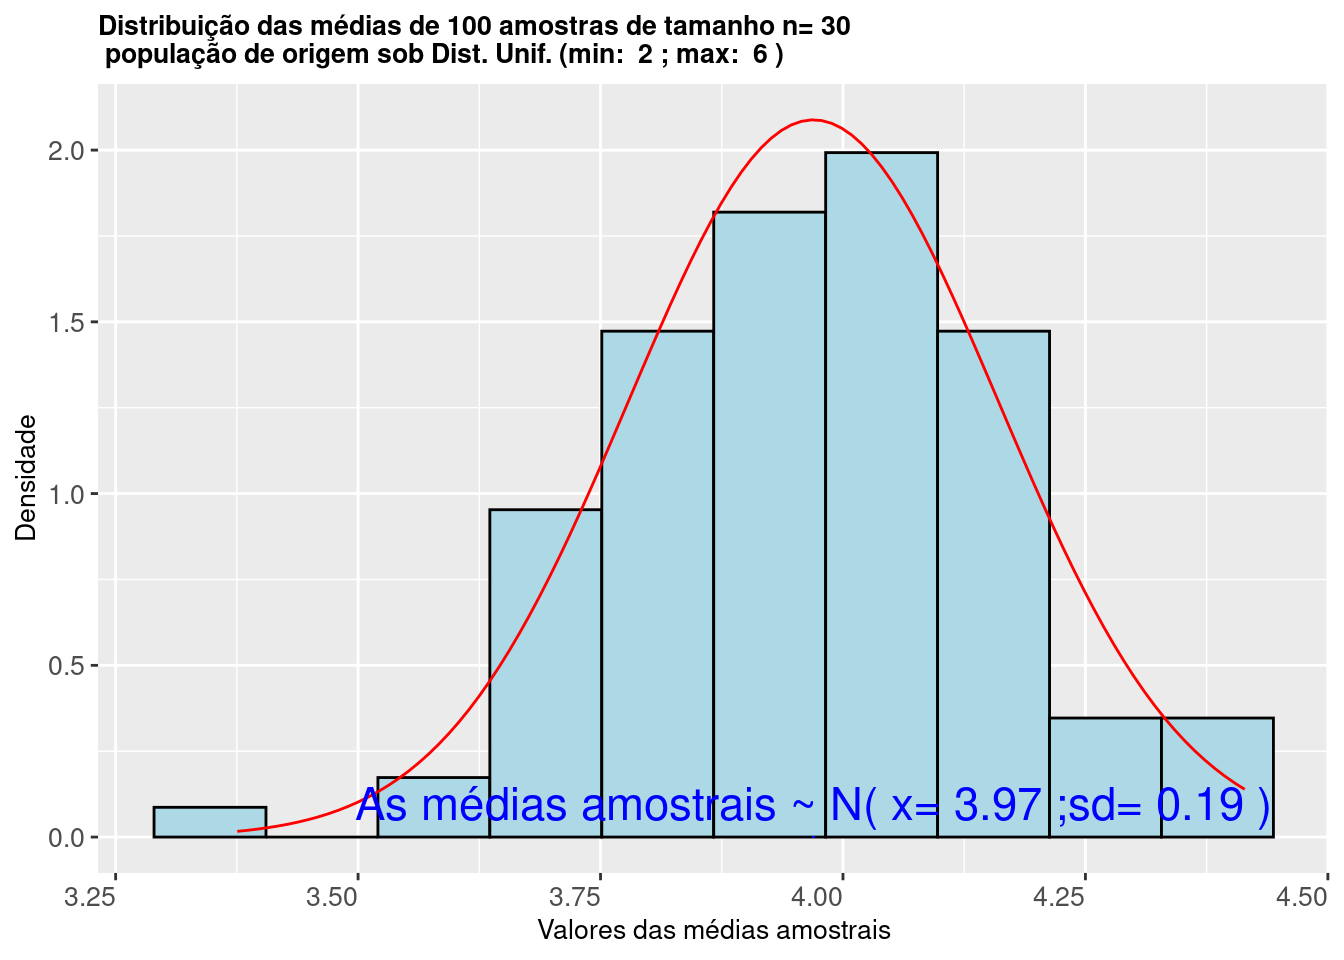 Distribuição das médias de 100 amostras de tamanho n= 30
população de origem sob Dist. Unif. (min:  2 ; max:  6 )
Densidade
2.0
1.5
1.0
0.5
0.0
As médias amostrais ~ N( x= 3.97 ;sd= 0.19 )
3.25 3.50 3.75 4.00 4.25 4.50
Valores das médias amostrais